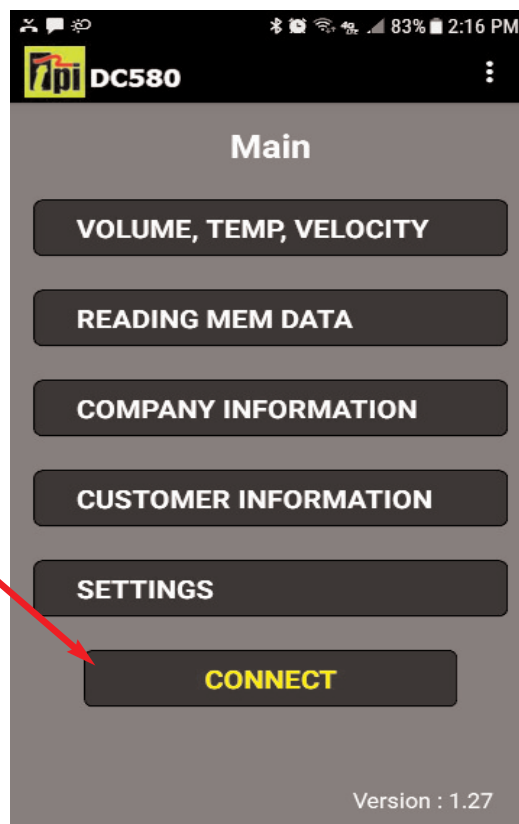 83% 2:16 PM
TPI DC580
Main
VOLUME, TEMP, VELOCITY
READING MEM DATA
COMPANY INFORMATION
CUSTOMER INFORMATION
SETTINGS
CONNECT
Version : 1.27